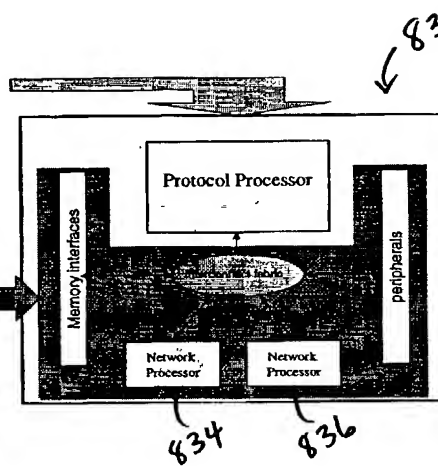 83
Protocol Processor
Memory interfaces
peripherals
Network
Processor
Network
Processor
834
836